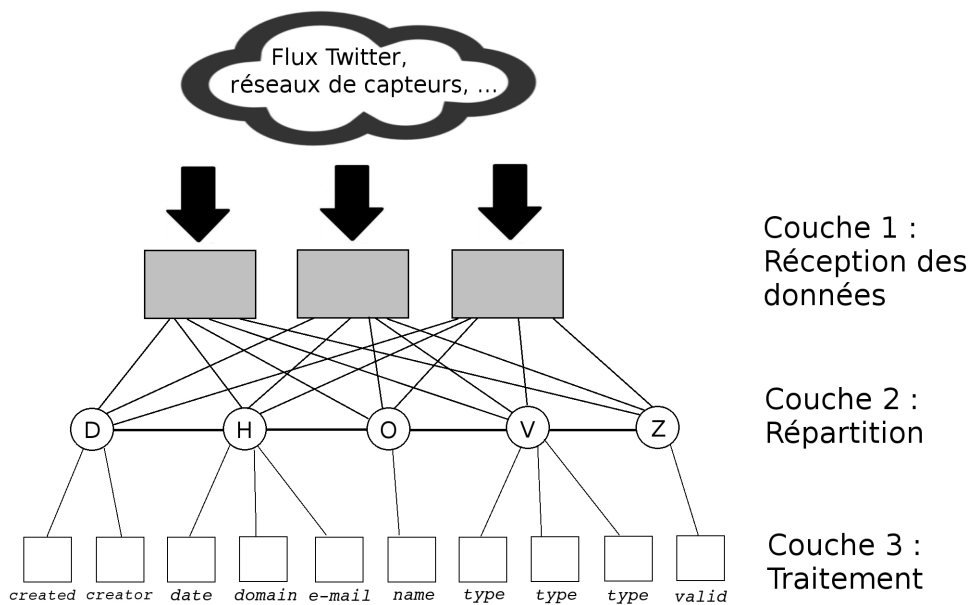 Flux Twitter,
réseaux de capteurs, ...
Couche 1 :
Réception des
données
Couche 2 :
Répartition
D H O V Z
Couche 3 :
Traitement
created creator date domain e-mail name type type type valid